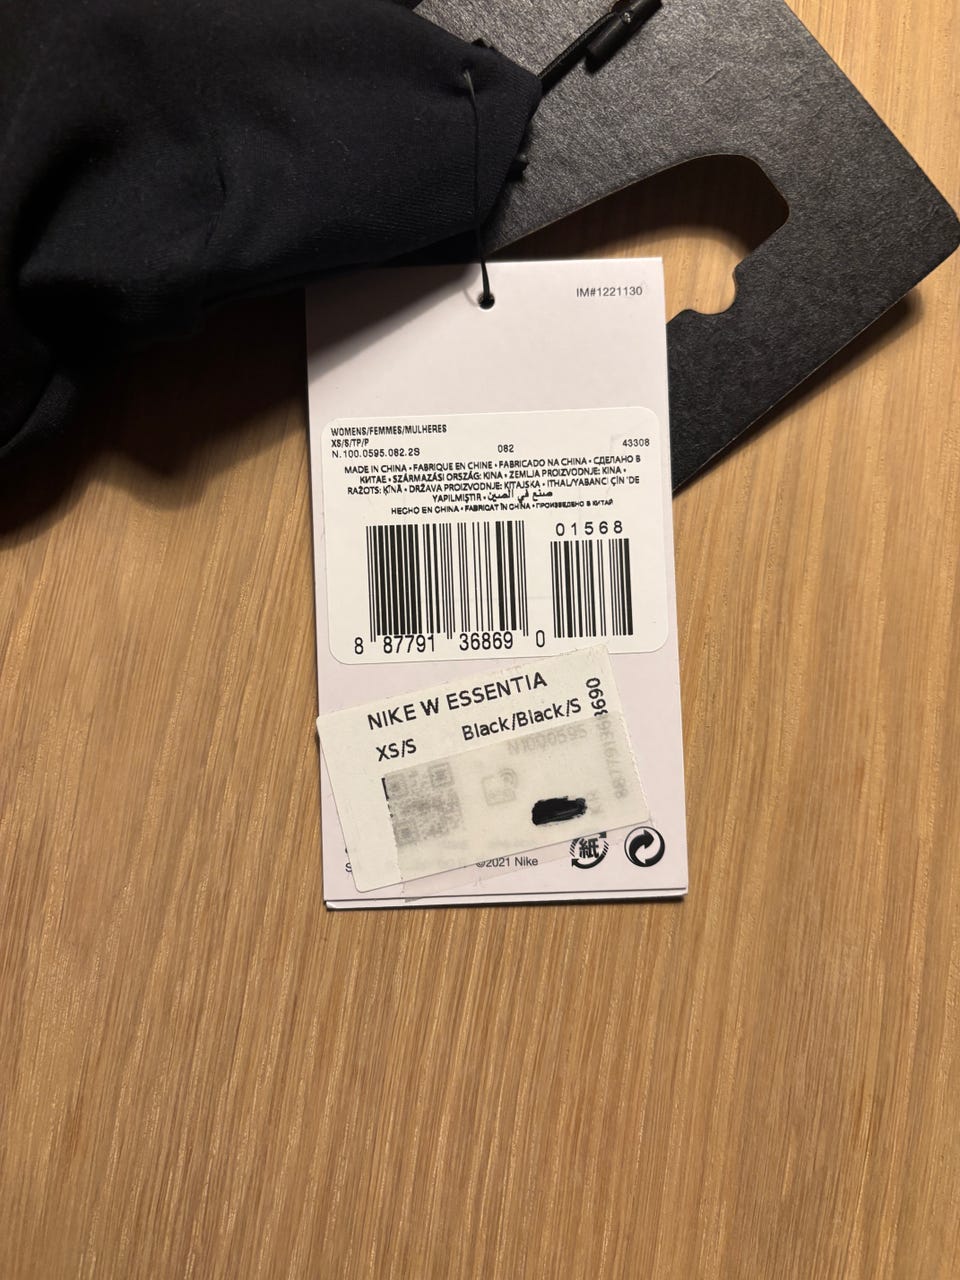 IM#1221130
WOMENS/FEMMES/MULHERES
XS/S/TP/P
N.100.0595.082.2S 082 43308
MADE IN CHINA • FABRIQUE EN CHINE • FABRICADO NA CHINA • СДЕЛАНО В
КИТАЕ • SZÁRMAZÁSI ORSZÁG: KÍNA • ZEMLJA PROIZVODNJE: KINA •
RAŽOTS: ĶĪNĀ • DRŽAVA PROIZVODNJE: KITAJSKA • ITHAL/YABANCI ÇİN 'DE
YAPILMIŞTIR • صنع في الصين
HECHO EN CHINA • FABRICAT ÎN CHINA • ПРОИЗВЕДЕНО В КИТАЙ
01568
8 87791 36869 0
NIKE W ESSENTIA
XS/S Black/Black/S
N1000595
©2021 Nike
紙